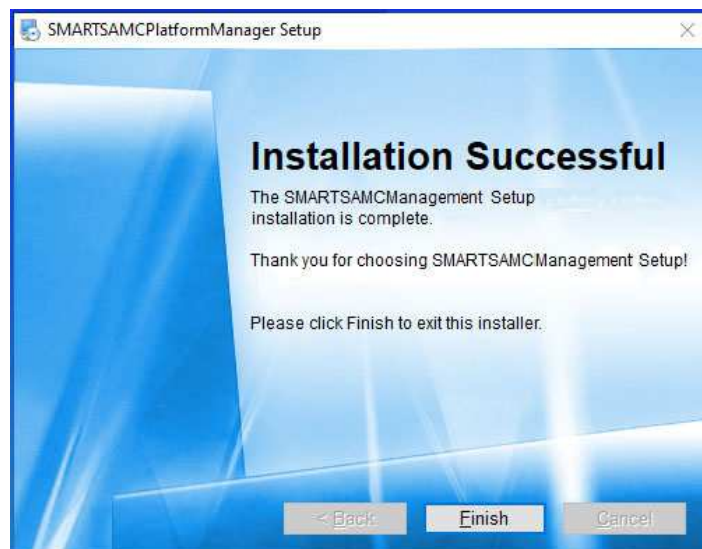 SMARTSAMCPlatformManager Setup
Installation Successful
The SMARTSAMCManagement Setup
installation is complete.
Thank you for choosing SMARTSAMCManagement Setup!
Please click Finish to exit this installer.
< Back
Finish
Cancel